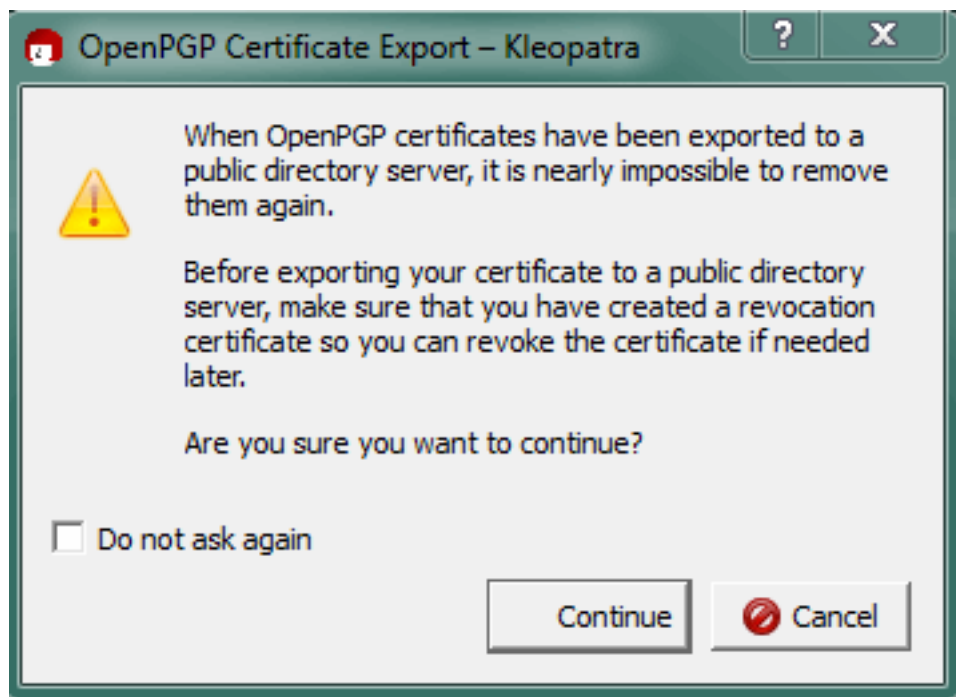 OpenPGP Certificate Export – Kleopatra
When OpenPGP certificates have been exported to a
public directory server, it is nearly impossible to remove
them again.
Before exporting your certificate to a public directory
server, make sure that you have created a revocation
certificate so you can revoke the certificate if needed
later.
Are you sure you want to continue?
Do not ask again
Continue
Cancel